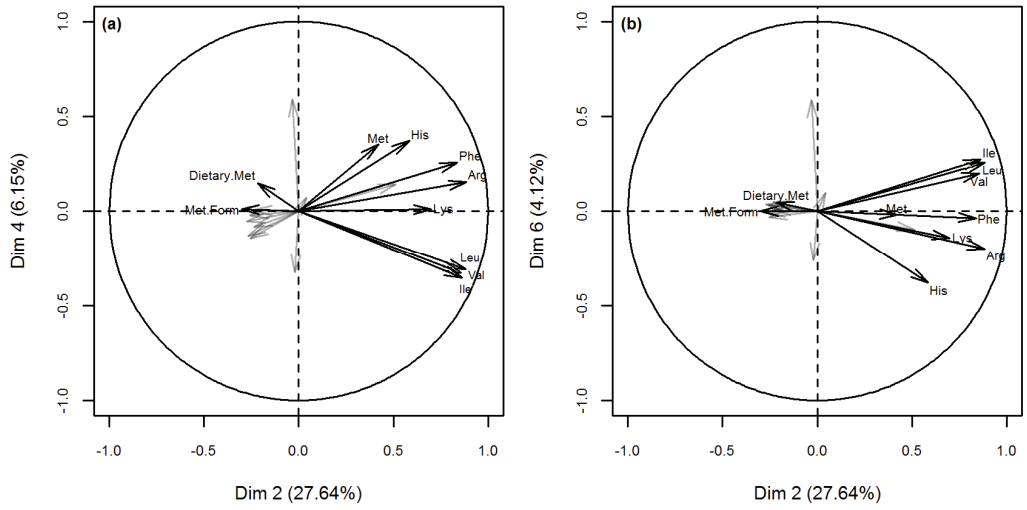 (a)
1.0
0.5
0.0
-0.5
-1.0
Dim 4 (6.15%)
Met
His
Phe
Arg
Dietary.Met
Met.Form
Lys
Leu
Val
Ile
-1.0 -0.5 0.0 0.5 1.0
Dim 2 (27.64%)
(b)
1.0
0.5
0.0
-0.5
-1.0
Dim 6 (4.12%)
Ile
Leu
Val
Dietary.Met
Met.Form
Met
Phe
Lys
Arg
His
-1.0 -0.5 0.0 0.5 1.0
Dim 2 (27.64%)